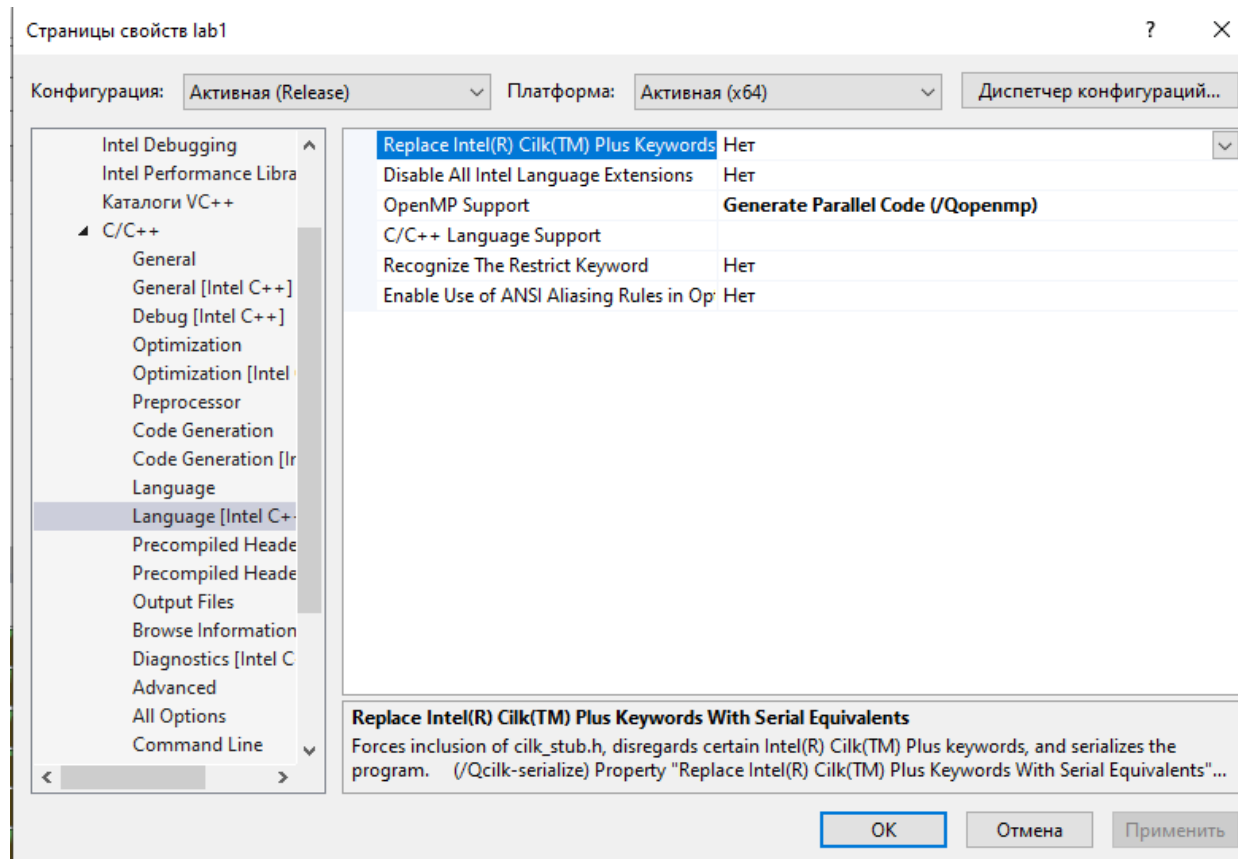 Страницы свойств lab1
?
Конфигурация: Активная (Release) Платформа: Активная (x64) Диспетчер конфигураций...
Intel Debugging
Intel Performance Libra
Каталоги VC++
C/C++
General
General [Intel C++]
Debug [Intel C++]
Optimization
Optimization [Intel
Preprocessor
Code Generation
Code Generation [Ir
Language
Language [Intel C+
Precompiled Heade
Precompiled Heade
Output Files
Browse Information
Diagnostics [Intel C
Advanced
All Options
Command Line
Replace Intel(R) Cilk(TM) Plus Keywords Нет
Disable All Intel Language Extensions Нет
OpenMP Support Generate Parallel Code (/Qopenmp)
C/C++ Language Support
Recognize The Restrict Keyword Нет
Enable Use of ANSI Aliasing Rules in Op Нет
Replace Intel(R) Cilk(TM) Plus Keywords With Serial Equivalents
Forces inclusion of cilk_stub.h, disregards certain Intel(R) Cilk(TM) Plus keywords, and serializes the
program. (/Qcilk-serialize) Property "Replace Intel(R) Cilk(TM) Plus Keywords With Serial Equivalents"...
ОК Отмена Применить